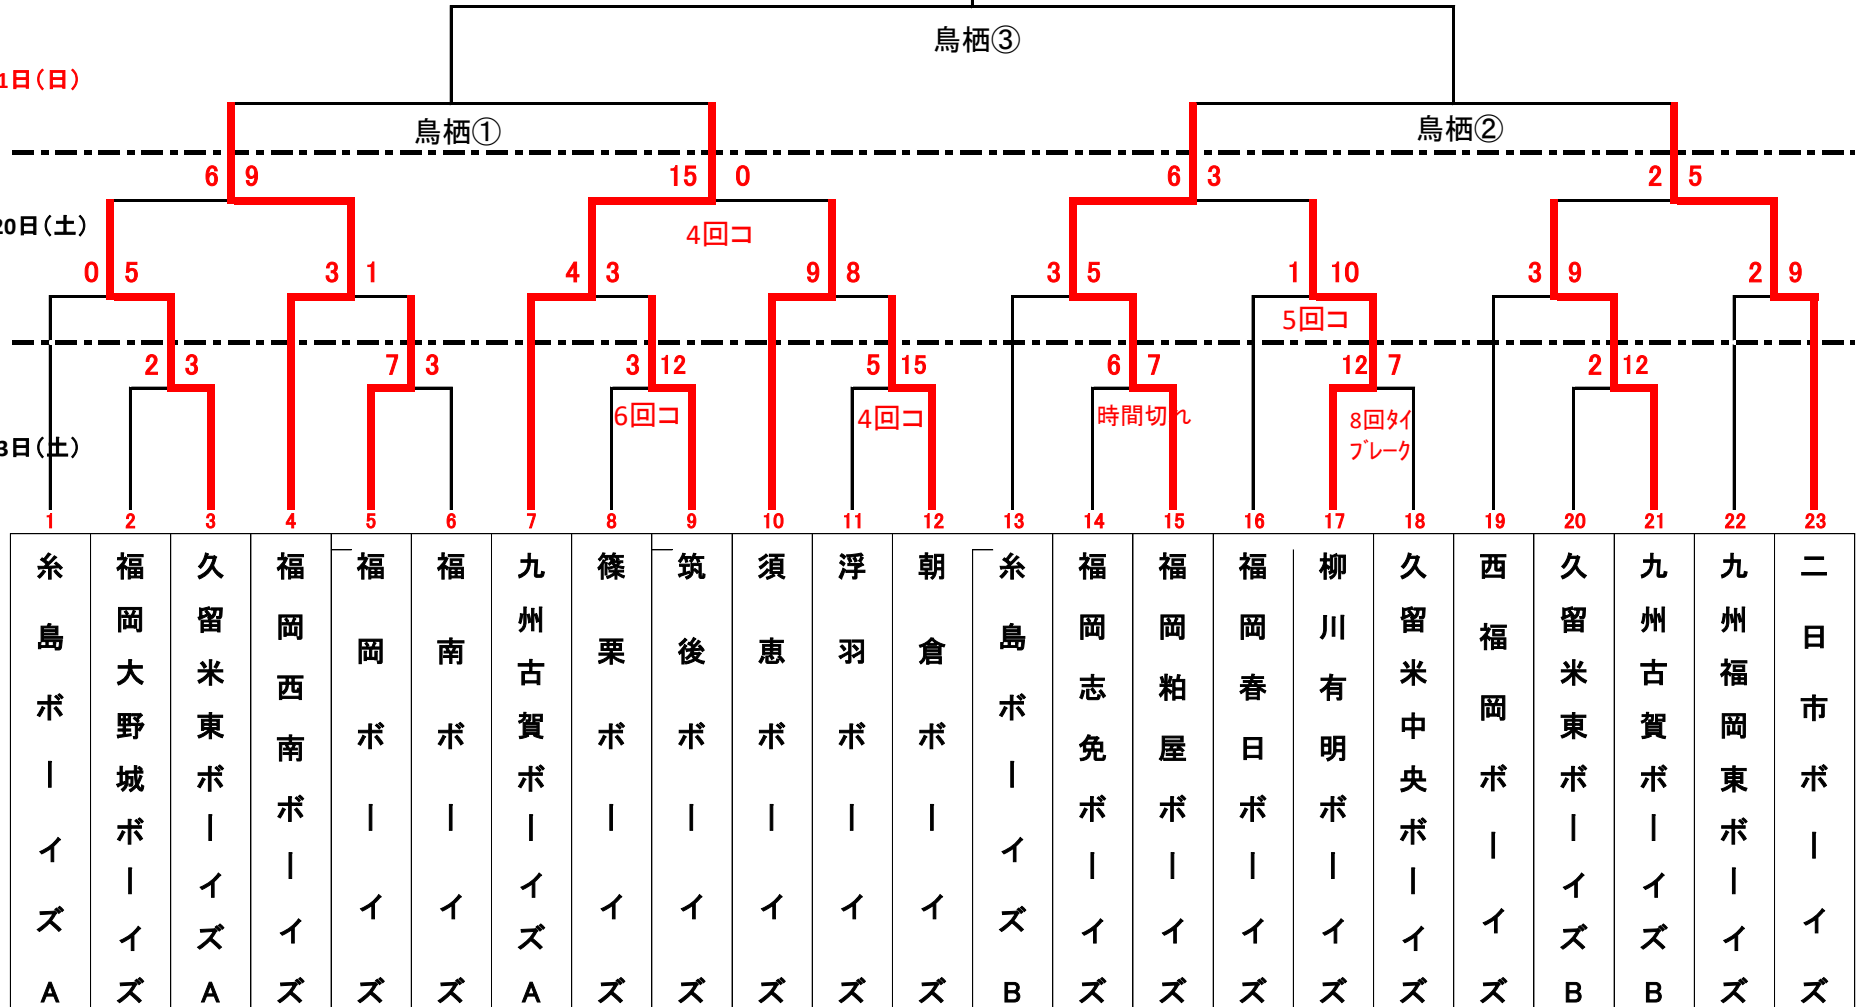 鳥栖③
1日(日)
鳥栖① 鳥栖②
6 9 15 0 6 3 2 5
20日(土)
4回コ
0 5 3 1 4 3 9 8 3 5 1 10 3 9 2 9
5回コ
2 3 7 3 3 12 5 15 6 7 12 7 2 12
6回コ 4回コ 時間切れ 8回ﾀｲ
ﾌﾞﾚｰｸ
3日(土)
1 2 3 4 5 6 7 8 9 10 11 12 13 14 15 16 17 18 19 20 21 22 23
糸島ボーイズA
福岡大野城ボーイズ
久留米東ボーイズA
福岡西南ボーイズ
福岡ボーイズ
福南ボーイズ
九州古賀ボーイズA
篠栗ボーイズ
筑後ボーイズ
須恵ボーイズ
浮羽ボーイズ
朝倉ボーイズ
糸島ボーイズB
福岡志免ボーイズ
福岡粕屋ボーイズ
福岡春日ボーイズ
柳川有明ボーイズ
久留米中央ボーイズ
西福岡ボーイズ
久留米東ボーイズB
九州古賀ボーイズB
九州福岡東ボーイズ
二日市ボーイズ